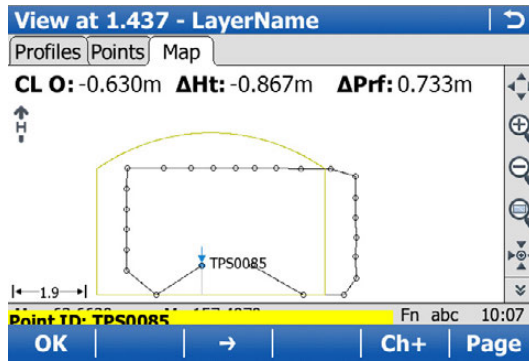 View at 1.437 - LayerName
Profiles Points Map
CL O: -0.630m ΔHt: -0.867m ΔPrf: 0.733m
H
TPS0085
1.9
Point ID: TPS0085
Fn abc 10:07
OK → Ch+ Page